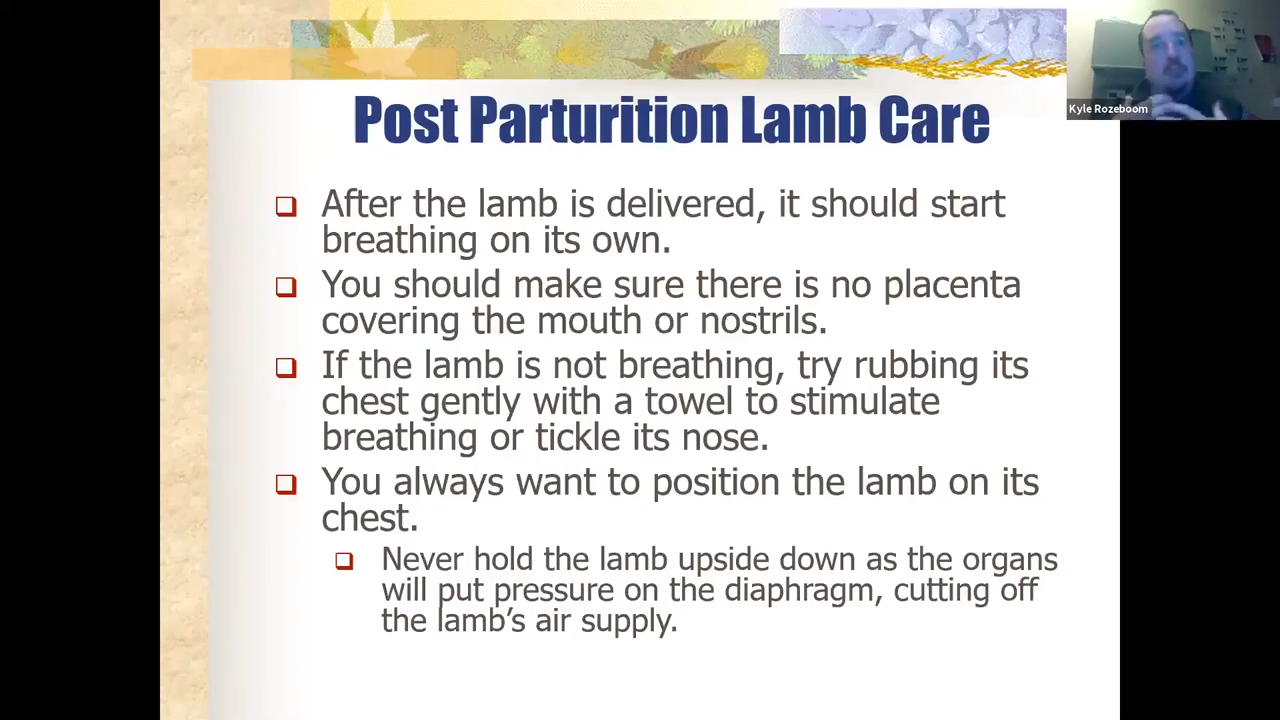 Post Parturition Lamb Care
Kyle Rozeboom
After the lamb is delivered, it should start
breathing on its own.
You should make sure there is no placenta
covering the mouth or nostrils.
If the lamb is not breathing, try rubbing its
chest gently with a towel to stimulate
breathing or tickle its nose.
You always want to position the lamb on its
chest.
Never hold the lamb upside down as the organs
will put pressure on the diaphragm, cutting off
the lamb’s air supply.